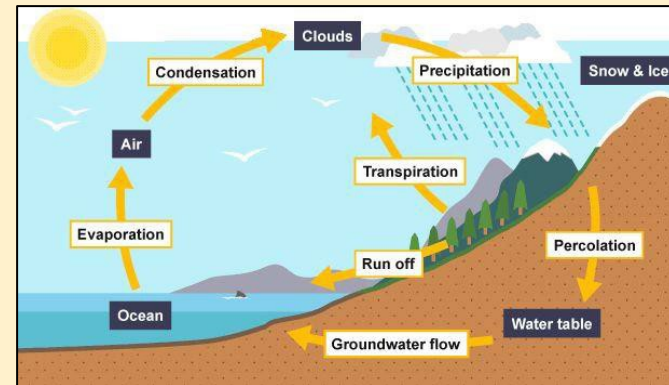 Clouds
Condensation
Precipitation
Snow & Ice
Air
Transpiration
Evaporation
Percolation
Run off
Ocean
Water table
Groundwater flow